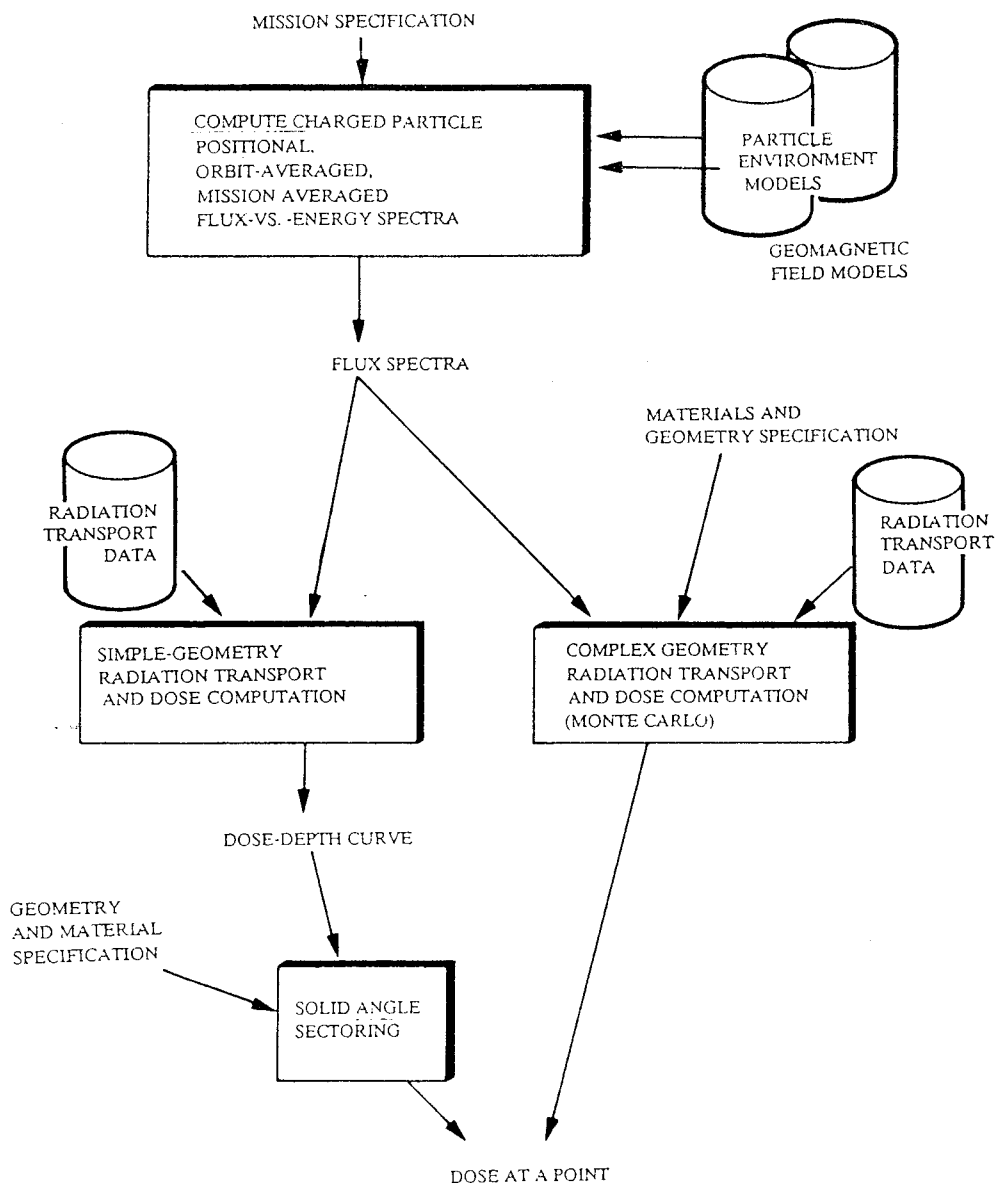 MISSION SPECIFICATION
COMPUTE CHARGED PARTICLE
POSITIONAL,
ORBIT-AVERAGED,
MISSION AVERAGED
FLUX-VS.-ENERGY SPECTRA
PARTICLE
ENVIRONMENT
MODELS
GEOMAGNETIC
FIELD MODELS
FLUX SPECTRA
MATERIALS AND
GEOMETRY SPECIFICATION
RADIATION
TRANSPORT
DATA
RADIATION
TRANSPORT
DATA
SIMPLE-GEOMETRY
RADIATION TRANSPORT
AND DOSE COMPUTATION
COMPLEX GEOMETRY
RADIATION TRANSPORT
AND DOSE COMPUTATION
(MONTE CARLO)
DOSE-DEPTH CURVE
GEOMETRY
AND MATERIAL
SPECIFICATION
SOLID ANGLE
SECTORING
DOSE AT A POINT